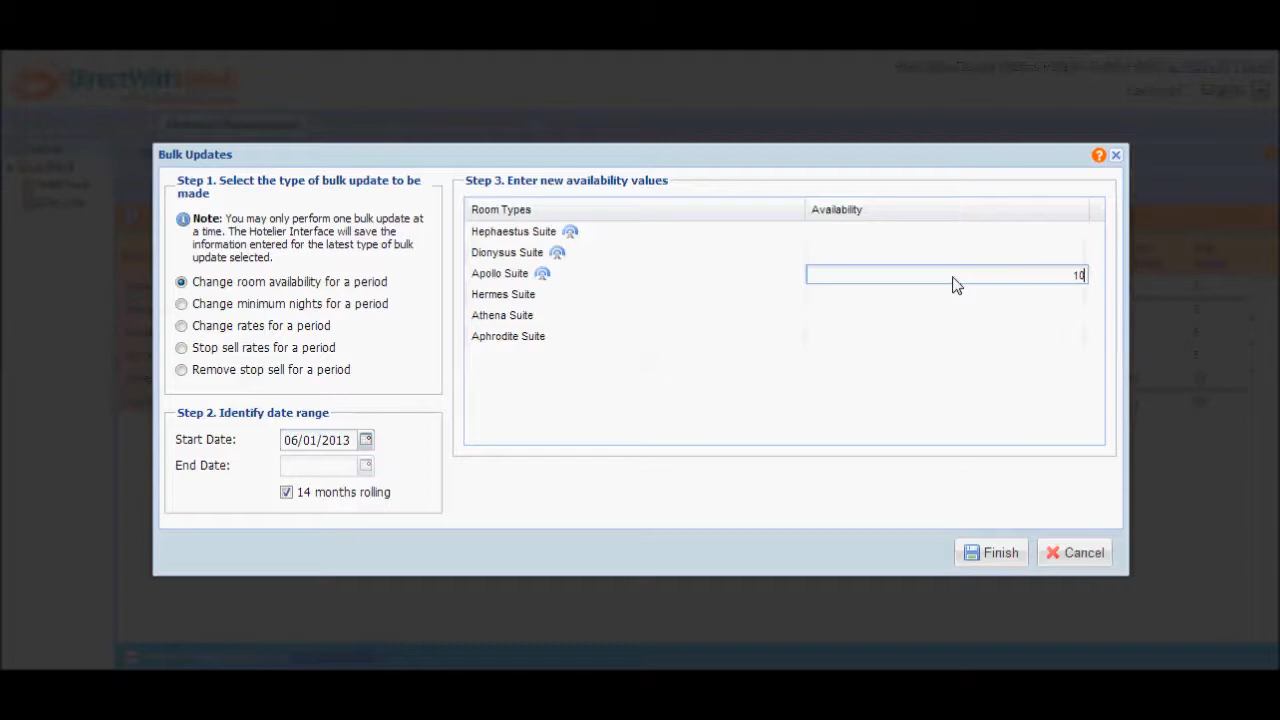 Bulk Updates
Step 1. Select the type of bulk update to be
made
Note: You may only perform one bulk update at
a time. The Hotelier Interface will save the
information entered for the latest type of bulk
update selected.
Change room availability for a period
Change minimum nights for a period
Change rates for a period
Stop sell rates for a period
Remove stop sell for a period
Step 2. Identify date range
Start Date: 06/01/2013
End Date:
14 months rolling
Step 3. Enter new availability values
Room Types Availability
Hephaestus Suite
Dionysus Suite
Apollo Suite 10
Hermes Suite
Athena Suite
Aphrodite Suite
Finish Cancel